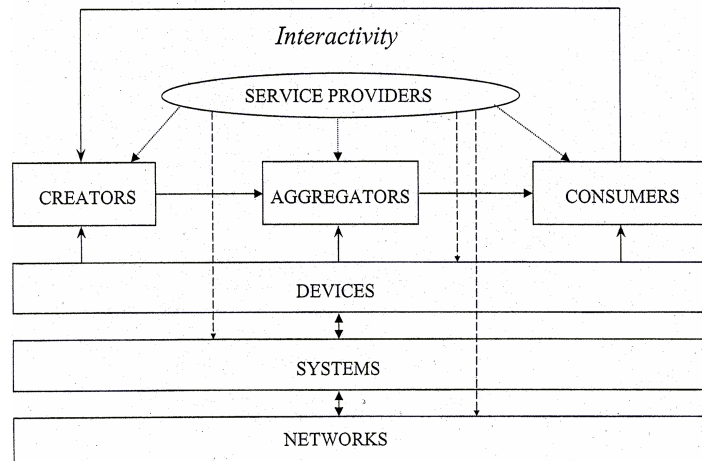 Interactivity
SERVICE PROVIDERS
CREATORS
AGGREGATORS
CONSUMERS
DEVICES
SYSTEMS
NETWORKS